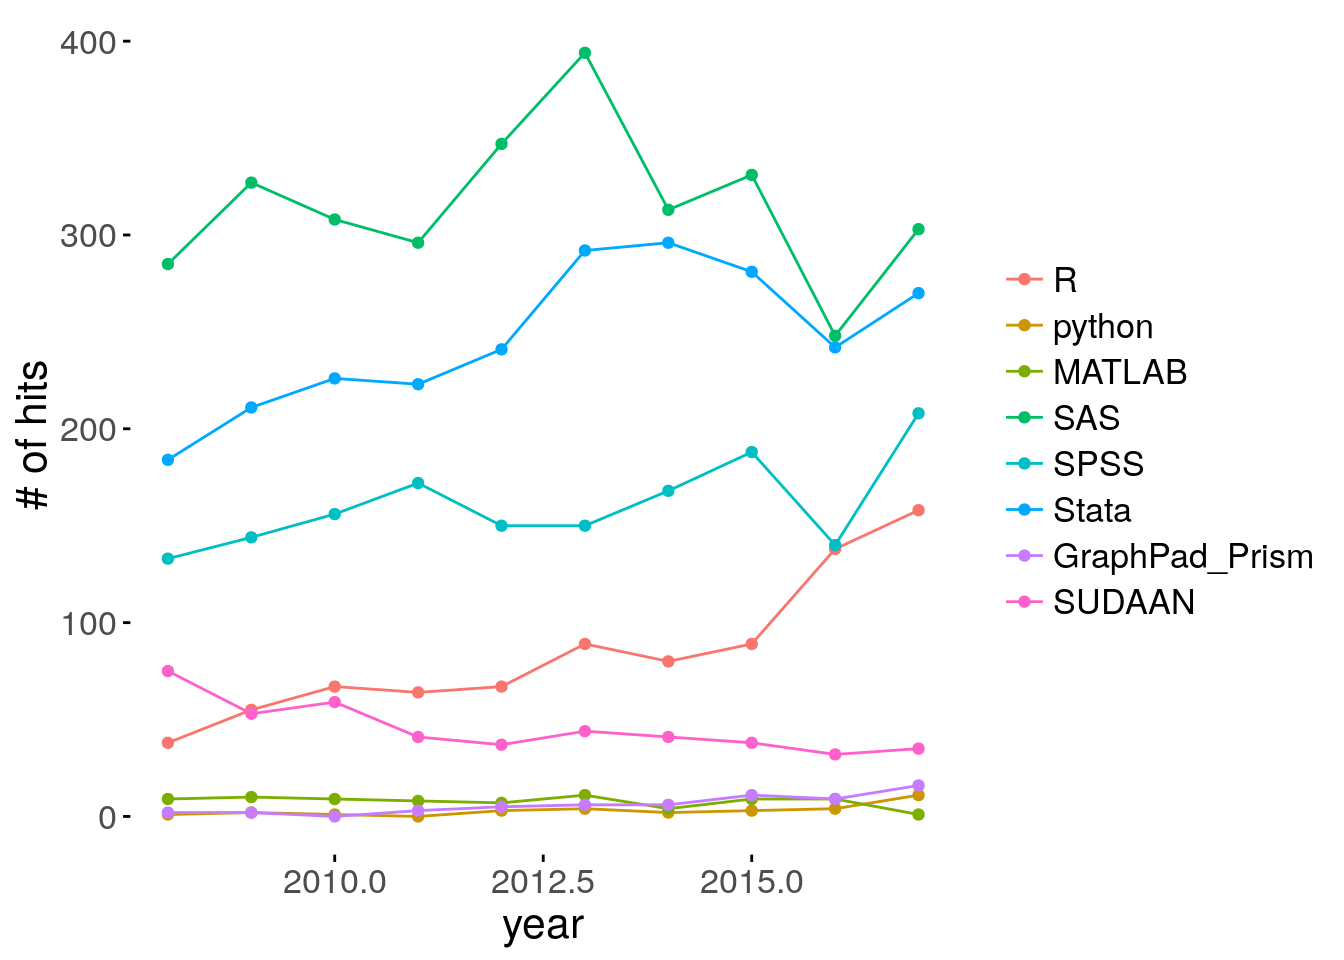 400
300
200
100
0
# of hits
2010.0 2012.5 2015.0
year
R
python
MATLAB
SAS
SPSS
Stata
GraphPad_Prism
SUDAAN